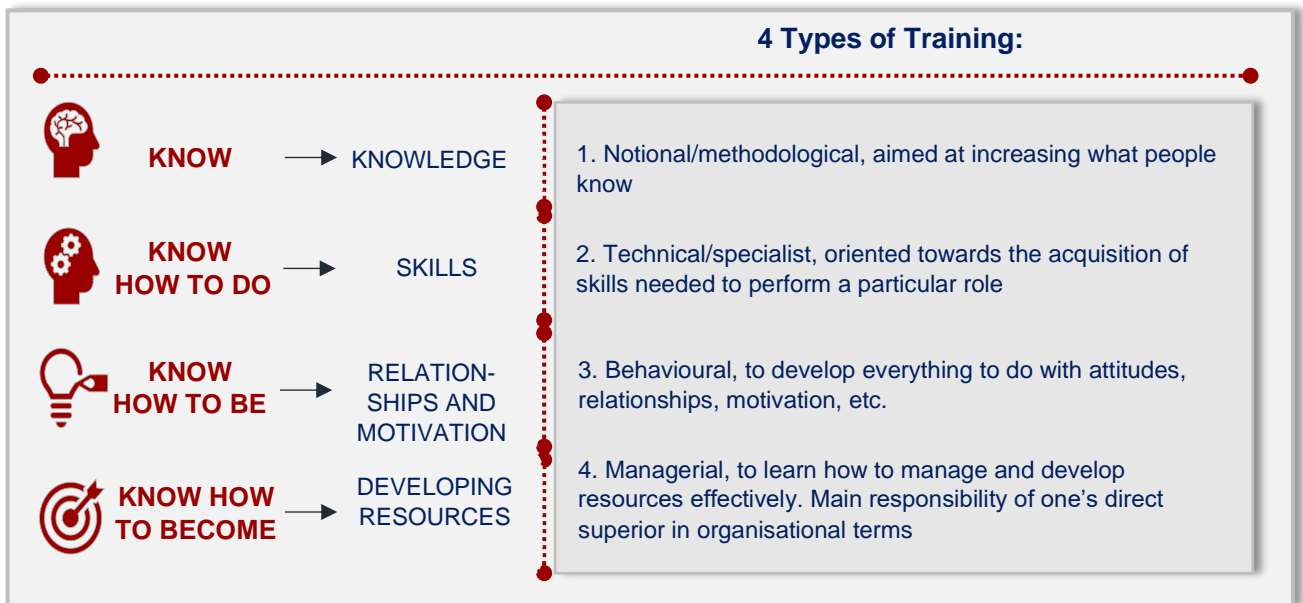 4 Types of Training:
KNOW
KNOWLEDGE
1. Notional/methodological, aimed at increasing what people
know
KNOW
HOW TO DO
SKILLS
2. Technical/specialist, oriented towards the acquisition of
skills needed to perform a particular role
KNOW
HOW TO BE
RELATION-
SHIPS AND
MOTIVATION
3. Behavioural, to develop everything to do with attitudes,
relationships, motivation, etc.
KNOW HOW
TO BECOME
DEVELOPING
RESOURCES
4. Managerial, to learn how to manage and develop
resources effectively. Main responsibility of one’s direct
superior in organisational terms